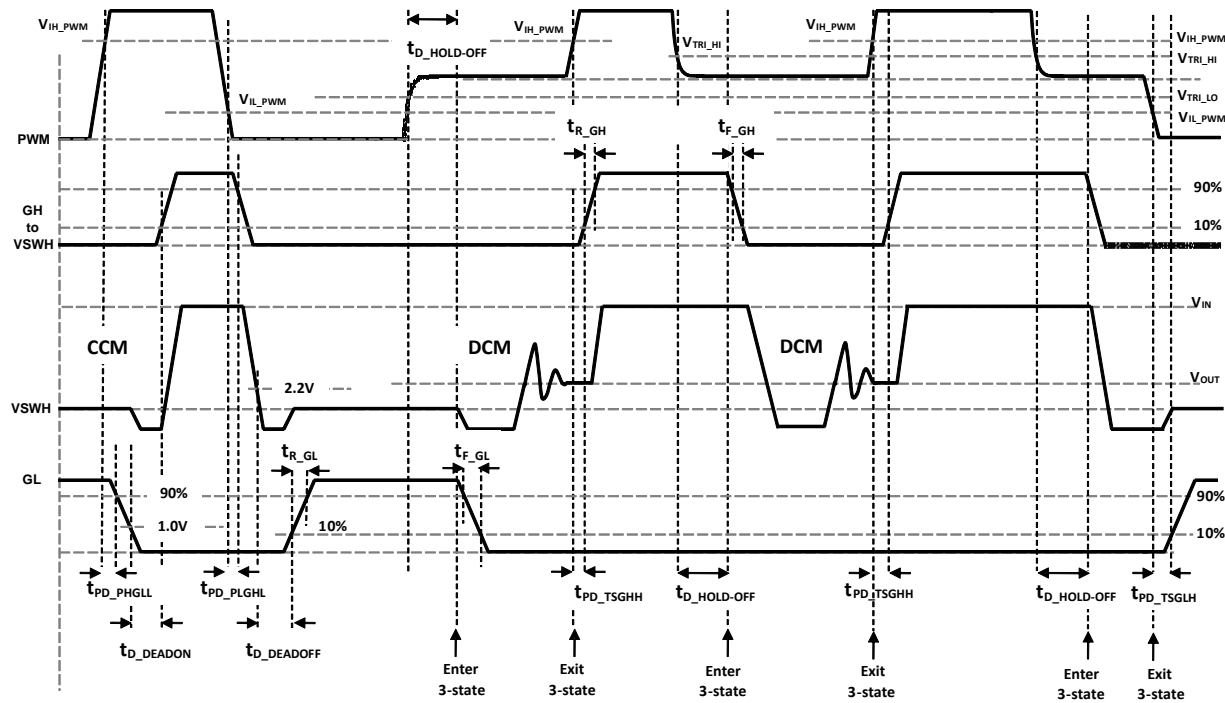 V_IH_PWM
t_D_HOLD-OFF
V_IH_PWM
V_TRI_HI
V_IH_PWM
V_IH_PWM
V_TRI_HI
V_IL_PWM
V_TRI_LO
V_IL_PWM
PWM
t_R_GH
t_F_GH
90%
GH
to
VSWH
10%
V_IN
CCM
DCM
DCM
2.2V
V_OUT
VSWH
t_R_GL
t_F_GL
GL
90%
90%
1.0V
10%
10%
t_PD_PHGLL
t_PD_PLGHL
t_PD_TSGHH
t_D_HOLD-OFF
t_PD_TSGHH
t_D_HOLD-OFF
t_PD_TSGLH
t_D_DEADON
t_D_DEADOFF
Enter
3-state
Exit
3-state
Enter
3-state
Exit
3-state
Enter
3-state
Exit
3-state